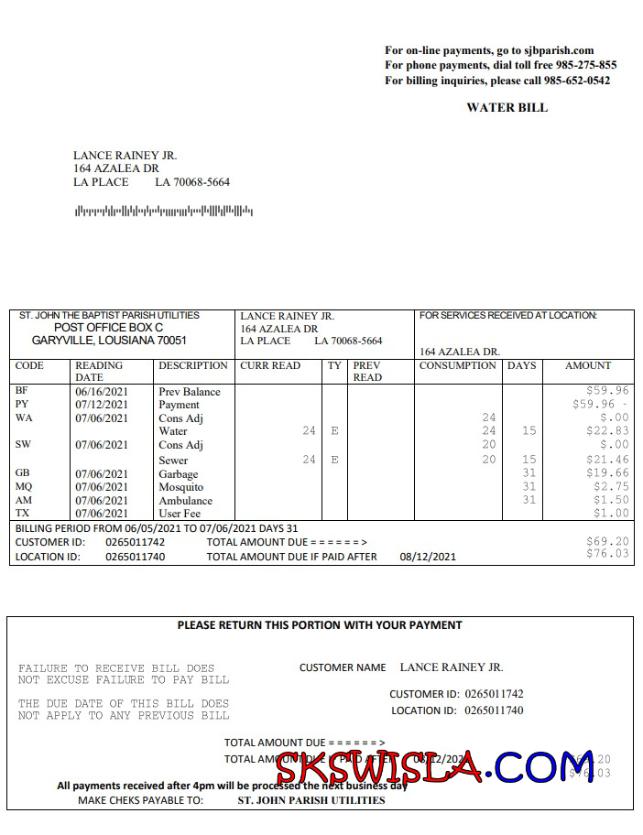 For on-line payments, go to sjbparish.com
For phone payments, dial toll free 985-275-855
For billing inquiries, please call 985-652-0542
WATER BILL
LANCE RAINEY JR.
164 AZALEA DR
LA PLACE LA 70068-5664
ST. JOHN THE BAPTIST PARISH UTILITIES
POST OFFICE BOX C
GARYVILLE, LOUSIANA 70051
LANCE RAINEY JR.
164 AZALEA DR
LA PLACE LA 70068-5664
FOR SERVICES RECEIVED AT LOCATION:
164 AZALEA DR.
CODE READING DATE DESCRIPTION CURR READ TY PREV READ CONSUMPTION DAYS AMOUNT
BF 06/16/2021 Prev Balance $59.96
PY 07/12/2021 Payment $59.96 -
WA 07/06/2021 Cons Adj 24 $.00
Water 24 E 24 15 $22.83
SW 07/06/2021 Cons Adj 20 $.00
Sewer 24 E 20 15 $21.46
GB 07/06/2021 Garbage 31 $19.66
MQ 07/06/2021 Mosquito 31 $2.75
AM 07/06/2021 Ambulance 31 $1.50
TX 07/06/2021 User Fee $1.00
BILLING PERIOD FROM 06/05/2021 TO 07/06/2021 DAYS 31
CUSTOMER ID: 0265011742 TOTAL AMOUNT DUE = = = = = = > $69.20
LOCATION ID: 0265011740 TOTAL AMOUNT DUE IF PAID AFTER 08/12/2021 $76.03
PLEASE RETURN THIS PORTION WITH YOUR PAYMENT
FAILURE TO RECEIVE BILL DOES
NOT EXCUSE FAILURE TO PAY BILL
CUSTOMER NAME LANCE RAINEY JR.
THE DUE DATE OF THIS BILL DOES
NOT APPLY TO ANY PREVIOUS BILL
CUSTOMER ID: 0265011742
LOCATION ID: 0265011740
TOTAL AMOUNT DUE = = = = = = >
TOTAL AMOUNT DUE IF PAID AFTER 08/12/2021
SKSWISLA.COM
All payments received after 4pm will be processed the next business day
MAKE CHEKS PAYABLE TO: ST. JOHN PARISH UTILITIES